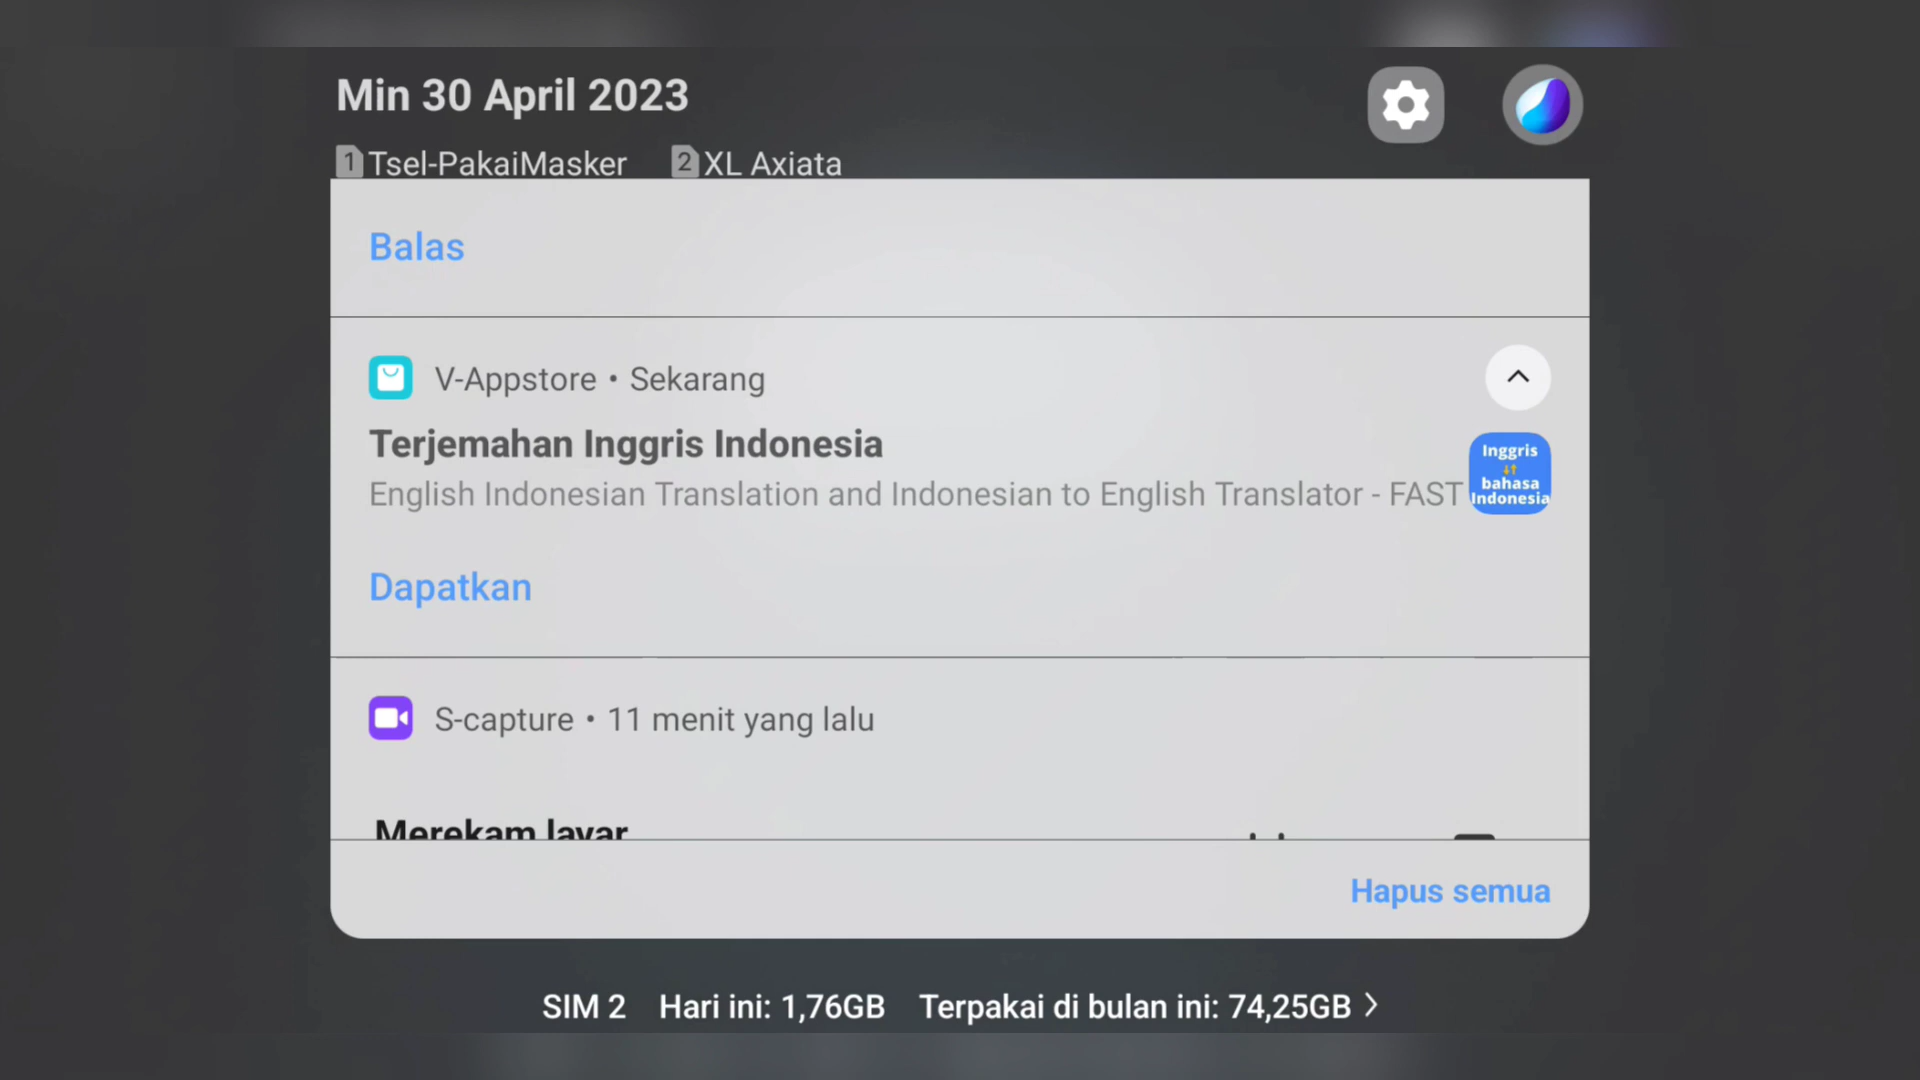 Min 30 April 2023
1 Tsel-PakaiMasker 2 XL Axiata
Balas
V-Appstore • Sekarang
Terjemahan Inggris Indonesia
English Indonesian Translation and Indonesian to English Translator - FAST
Inggris
bahasa
Indonesia
Dapatkan
S-capture • 11 menit yang lalu
Merekam layar
Hapus semua
SIM 2 Hari ini: 1,76GB Terpakai di bulan ini: 74,25GB